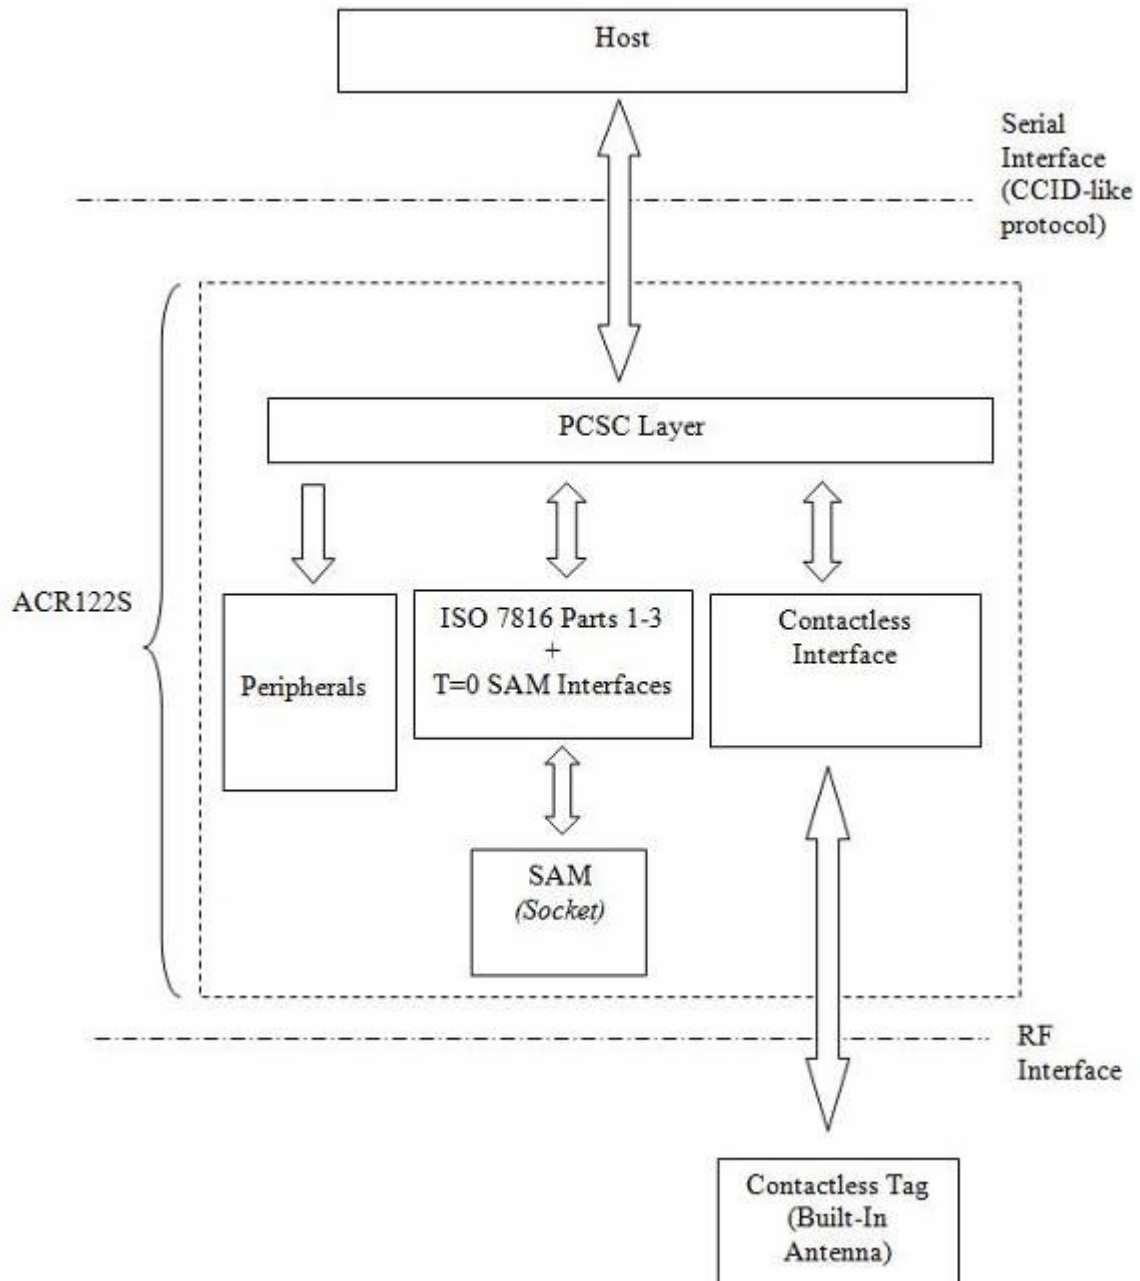 Host
Serial
Interface
(CCID-like
protocol)
PCSC Layer
ACR122S
Peripherals
ISO 7816 Parts 1-3
+
T=0 SAM Interfaces
Contactless
Interface
SAM
(Socket)
RF
Interface
Contactless Tag
(Built-In
Antenna)